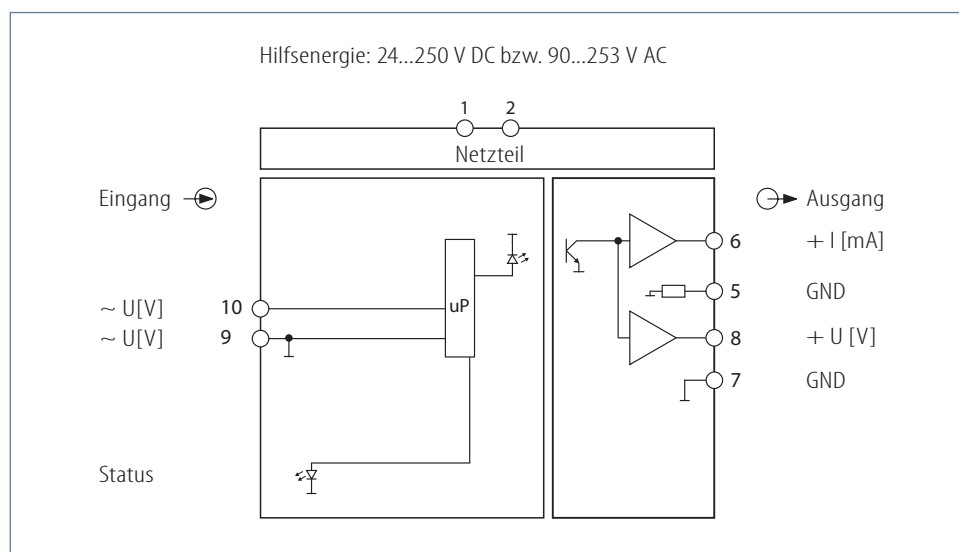 Hilfsenergie: 24...250 V DC bzw. 90...253 V AC
1 2
Netzteil
Eingang Ausgang
6 + I [mA]
5 GND
~ U[V] 10 uP
~ U[V] 9 8 + U [V]
7 GND
Status